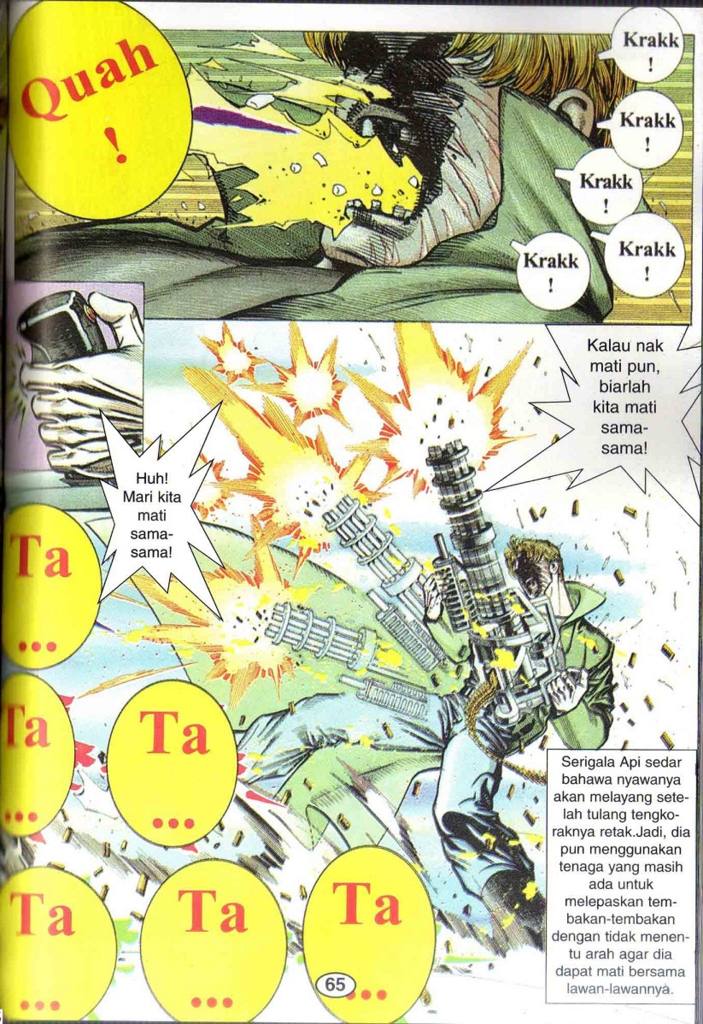 Quah
!
Krakk
!
Krakk
!
Krakk
!
Krakk
!
Krakk
!
Kalau nak
mati pun,
biarlah
kita mati
sama-
sama!
Huh!
Mari kita
mati
sama-
sama!
Ta
...
Ta
...
Ta
...
Ta
...
Ta
...
Ta
...
Serigala Api sedar
bahawa nyawanya
akan melayang sete-
lah tulang tengko-
raknya retak.Jadi, dia
pun menggunakan
tenaga yang masih
ada untuk
melepaskan tem-
bakan-tembakan
dengan tidak menen-
tu arah agar dia
dapat mati bersama
lawan-lawannya.
65